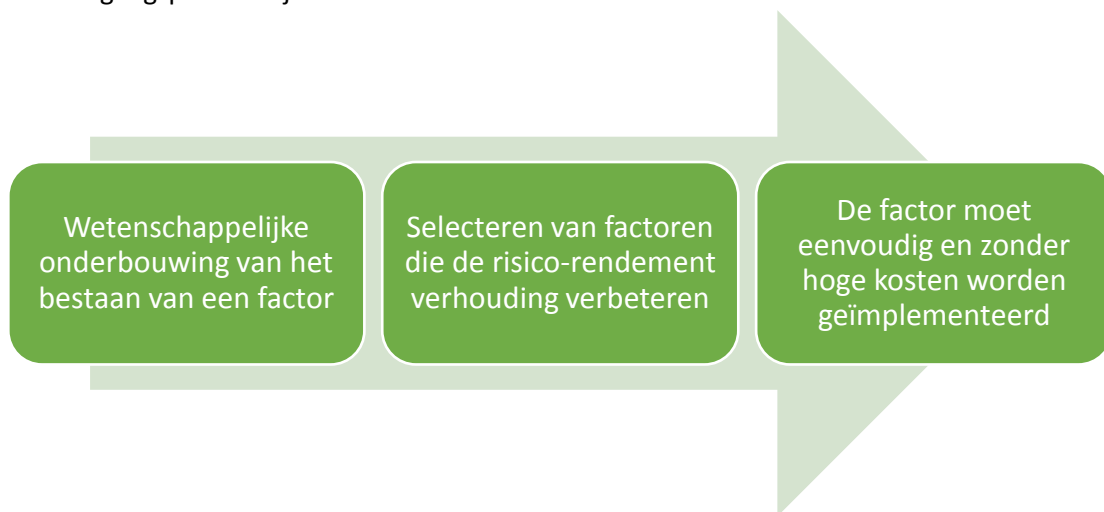 Wetenschappelijke
onderbouwing van het
bestaan van een factor
Selecteren van factoren
die de risico-rendement
verhouding verbeteren
De factor moet
eenvoudig en zonder
hoge kosten worden
geïmplementeerd